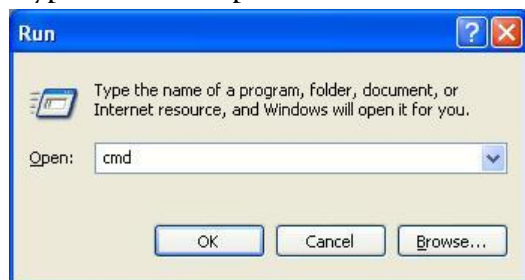 Run
Type the name of a program, folder, document, or
Internet resource, and Windows will open it for you.
Open: cmd
OK Cancel Browse...